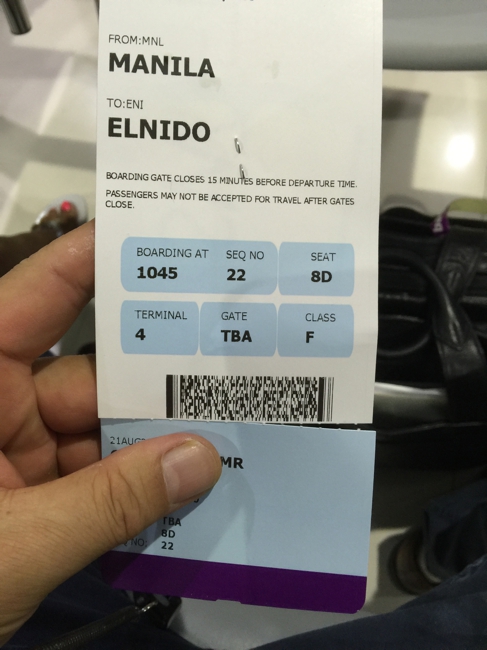 FROM:MNL
MANILA
TO:ENI
ELNIDO
BOARDING GATE CLOSES 15 MINUTES BEFORE DEPARTURE TIME.
PASSENGERS MAY NOT BE ACCEPTED FOR TRAVEL AFTER GATES
CLOSE.
BOARDING AT SEQ NO SEAT
1045 22 8D
TERMINAL GATE CLASS
4 TBA F
21AUG
MR
TBA
8D
NO: 22